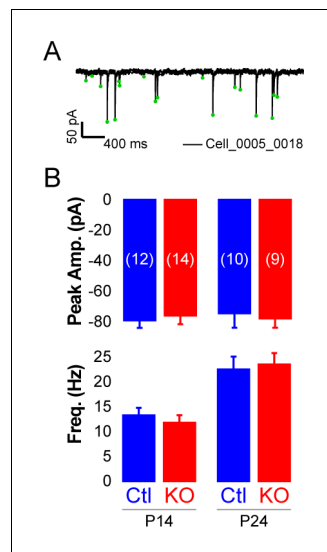 A
50 pA
400 ms
Cell_0005_0018
B
Peak Amp. (pA)
0
-20
-40
-60
-80
(12) (14) (10) (9)
Freq. (Hz)
25
20
15
10
5
0
Ctl KO Ctl KO
P14 P24